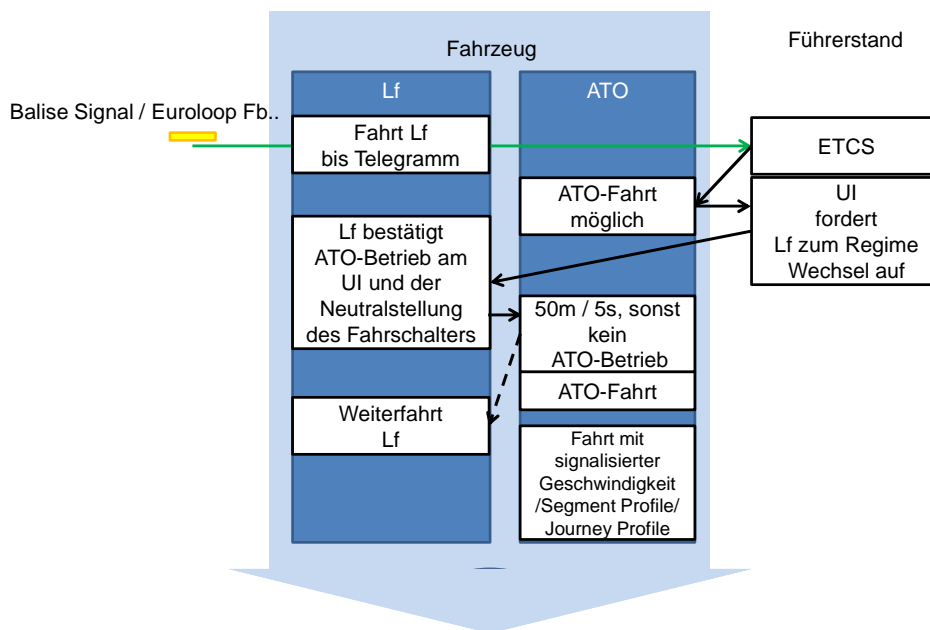 Fahrzeug
Führerstand
Lf
ATO
Balise Signal / Euroloop Fb..
Fahrt Lf
bis Telegramm
ETCS
ATO-Fahrt
möglich
UI
fordert
Lf zum Regime
Wechsel auf
Lf bestätigt
ATO-Betrieb am
UI und der
Neutralstellung
des Fahrschalters
50m / 5s, sonst
kein
ATO-Betrieb
ATO-Fahrt
Weiterfahrt
Lf
Fahrt mit
signalisierter
Geschwindigkeit
/Segment Profile/
Journey Profile